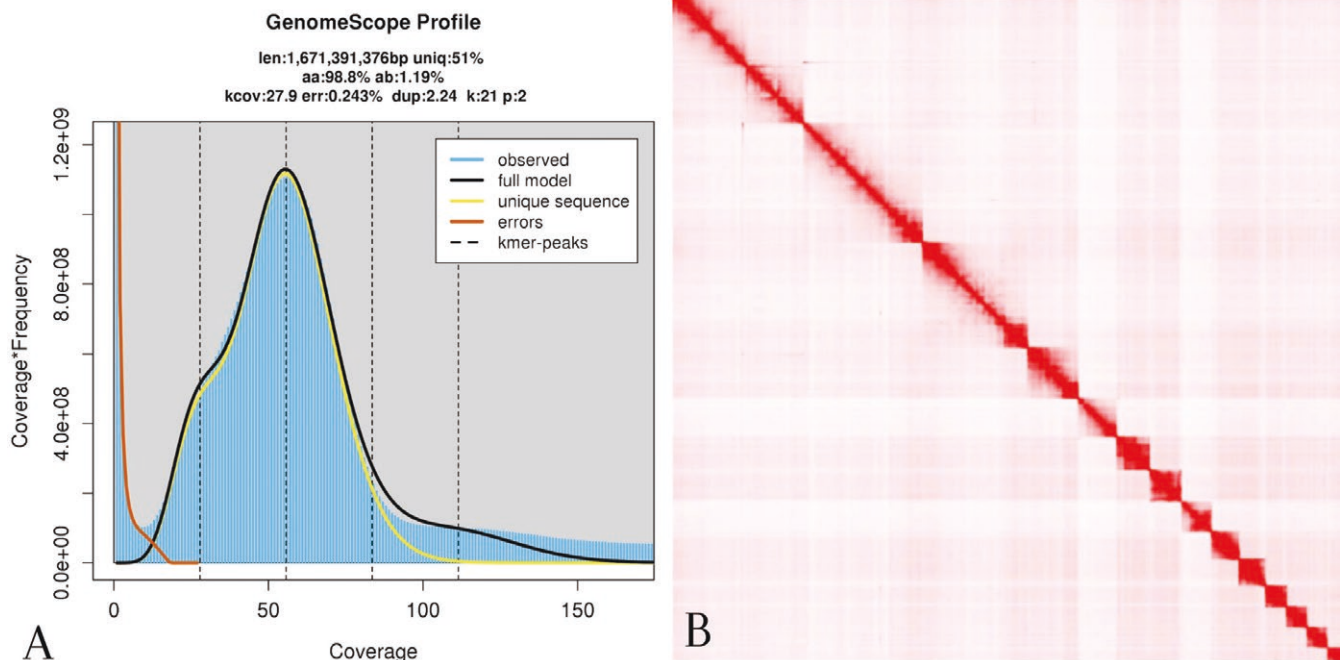 GenomeScope Profile
len:1,671,391,376bp uniq:51%
aa:98.8% ab:1.19%
kcov:27.9 err:0.243% dup:2.24 k:21 p:2
1.2e+09
8.0e+08
4.0e+08
0.0e+00
Coverage*Frequency
observed
full model
unique sequence
errors
kmer-peaks
0 50 100 150
Coverage
A
B